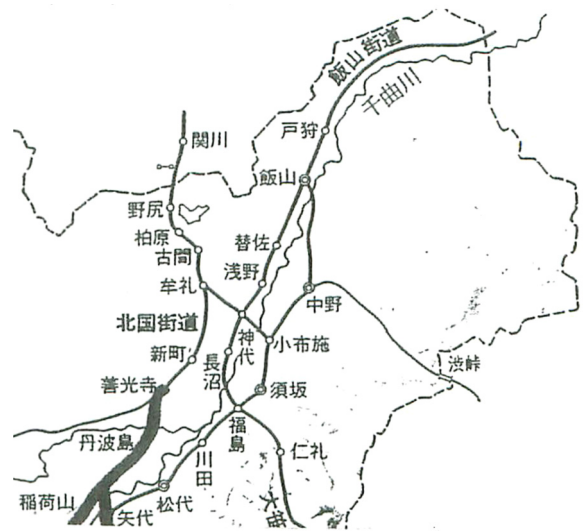 飯山街道
千曲川
戸狩
関川
飯山
野尻
柏原
古間
替佐
浅野
牟礼
中野
北国街道
神代
小布施
新町
長沼
渋峠
善光寺
須坂
福島
丹波島
川田
仁礼
稲荷山
松代
矢代
大笹